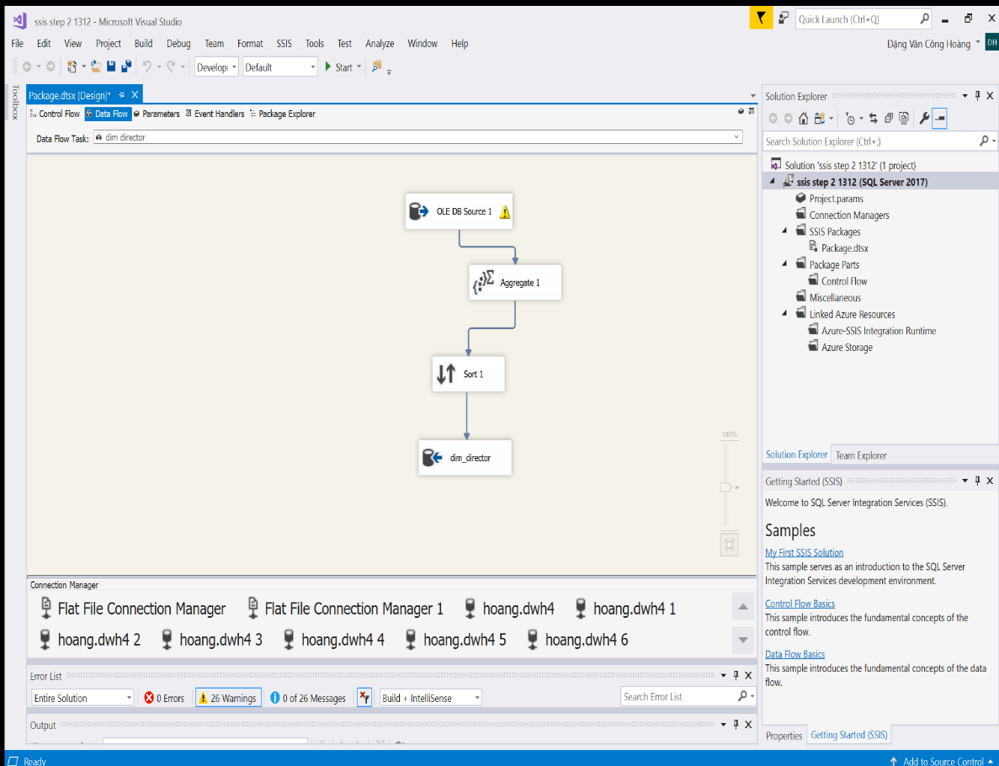 ssis step 2 1312 - Microsoft Visual Studio
Quick Launch (Ctrl+Q)
File Edit View Project Build Debug Team Format SSIS Tools Test Analyze Window Help
Đặng Văn Công Hoàng ĐH
Develop Default Start
Toolbox
Package.dtsx [Design]*
Control Flow Data Flow Parameters Event Handlers Package Explorer
Data Flow Task: dim director
OLE DB Source 1
Aggregate 1
Sort 1
dim_director
100%
Connection Manager
Flat File Connection Manager Flat File Connection Manager 1 hoang.dwh4 hoang.dwh4 1
hoang.dwh4 2 hoang.dwh4 3 hoang.dwh4 4 hoang.dwh4 5 hoang.dwh4 6
Error List
Entire Solution 0 Errors 26 Warnings 0 of 26 Messages Build + IntelliSense Search Error List
Output
Solution Explorer
Search Solution Explorer (Ctrl+;)
Solution 'ssis step 2 1312' (1 project)
ssis step 2 1312 (SQL Server 2017)
Project.params
Connection Managers
SSIS Packages
Package.dtsx
Package Parts
Control Flow
Miscellaneous
Linked Azure Resources
Azure-SSIS Integration Runtime
Azure Storage
Solution Explorer Team Explorer
Getting Started (SSIS)
Welcome to SQL Server Integration Services (SSIS).
Samples
My First SSIS Solution
This sample serves as an introduction to the SQL Server
Integration Services development environment.
Control Flow Basics
This sample introduces the fundamental concepts of the
control flow.
Data Flow Basics
This sample introduces the fundamental concepts of the data
flow.
Properties Getting Started (SSIS)
Ready
Add to Source Control